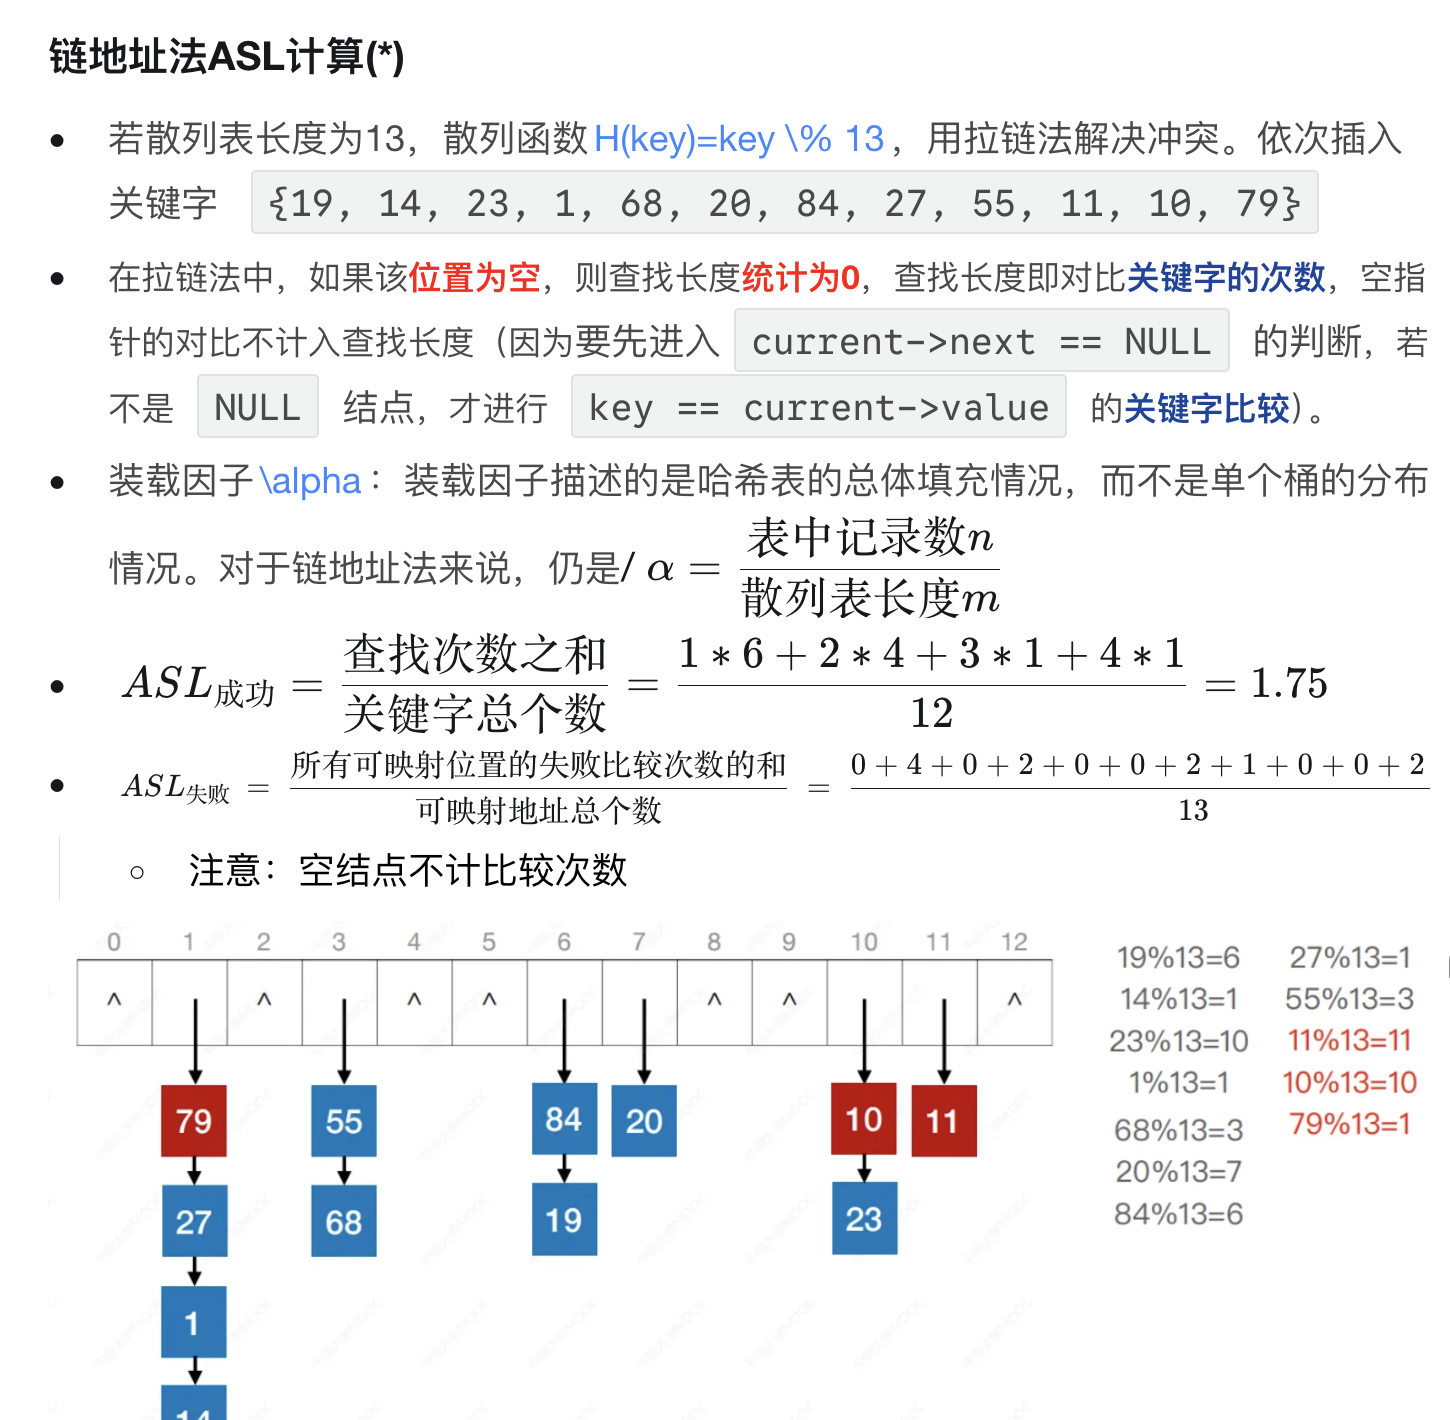 链地址法ASL计算(*)
若散列表长度为13，散列函数 H(key)=key \% 13 ，用拉链法解决冲突。依次插入
关键字 {19, 14, 23, 1, 68, 20, 84, 27, 55, 11, 10, 79}
在拉链法中，如果该位置为空，则查找长度统计为0，查找长度即对比关键字的次数，空指
针的对比不计入查找长度（因为要先进入 current->next == NULL 的判断，若
不是 NULL 结点，才进行 key == current->value 的关键字比较）。
装载因子 \alpha ：装载因子描述的是哈希表的总体填充情况，而不是单个桶的分布
情况。对于链地址法来说，仍是/ α = 表中记录数n / 散列表长度m
ASL成功 = 查找次数之和 / 关键字总个数 = 1 * 6 + 2 * 4 + 3 * 1 + 4 * 1 / 12 = 1.75
ASL失败 = 所有可映射位置的失败比较次数的和 / 可映射地址总个数 = 0 + 4 + 0 + 2 + 0 + 0 + 2 + 1 + 0 + 0 + 2 / 13
注意：空结点不计比较次数
0 1 2 3 4 5 6 7 8 9 10 11 12
^ ^ ^ ^ ^ ^ ^
79 55 84 20 10 11
27 68 19 23
1
14
19%13=6 27%13=1
14%13=1 55%13=3
23%13=10 11%13=11
1%13=1 10%13=10
68%13=3 79%13=1
20%13=7
84%13=6